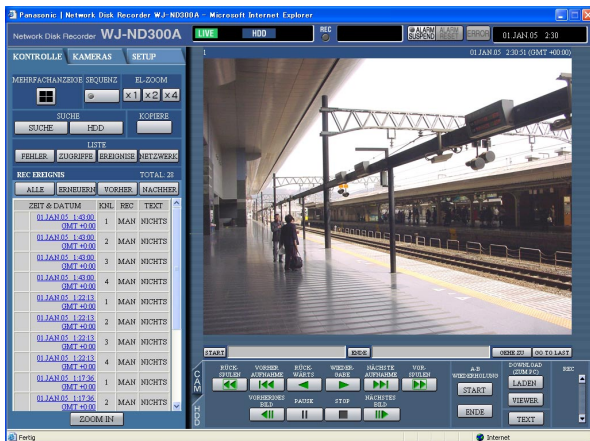 Panasonic | Network Disk Recorder WJ-ND300A - Microsoft Internet Explorer
Network Disk Recorder WJ-ND300A
LIVE HDD REC ALARM SUSPEND ALARM RESET ERROR 01.JAN.05 2:30
KONTROLLE KAMERAS SETUP
1 01.JAN.05 2:30:51 (GMT +00:00)
MEHRFACHANZEIGE SEQUENZ EL-ZOOM
x1 x2 x4
SUCHE KOPIERE
SUCHE HDD
LISTE
FEHLER. ZUGRIFFE EREIGNISE NETZWERK
REC EREIGNIS TOTAL: 28
ALLE ERNEUERN VORHER. NACHHER.
ZEIT & DATUM KNL REC TEXT
01.JAN.05 1:43:00 GMT +0:00 1 MAN NICHTS
01.JAN.05 1:43:00 GMT +0:00 2 MAN NICHTS
01.JAN.05 1:43:00 GMT +0:00 3 MAN NICHTS
01.JAN.05 1:43:00 GMT +0:00 4 MAN NICHTS
01.JAN.05 1:22:13 GMT +0:00 1 MAN NICHTS
01.JAN.05 1:22:13 GMT +0:00 2 MAN NICHTS
01.JAN.05 1:22:13 GMT +0:00 3 MAN NICHTS
01.JAN.05 1:22:13 GMT +0:00 4 MAN NICHTS
01.JAN.05 1:17:36 GMT +0:00 1 MAN NICHTS
01.JAN.05 1:17:36 GMT +0:00 2 MAN NICHTS
ZOOM IN
START ENDE GEHE ZU GO TO LAST
CAM
HDD
RÜCK-SPULEN VORHER AUFNAHME RÜCK-WÄRTS WIEDER-GABE NÄCHSTE AUFNAHME VOR-SPULEN
VORHERIGES BILD PAUSE STOP NÄCHSTES BILD
A-B WIEDERHOLUNG
START
ENDE
DOWNLOAD (ZUM PC)
LADEN
VIEWER
TEXT
REC
Fertig Internet